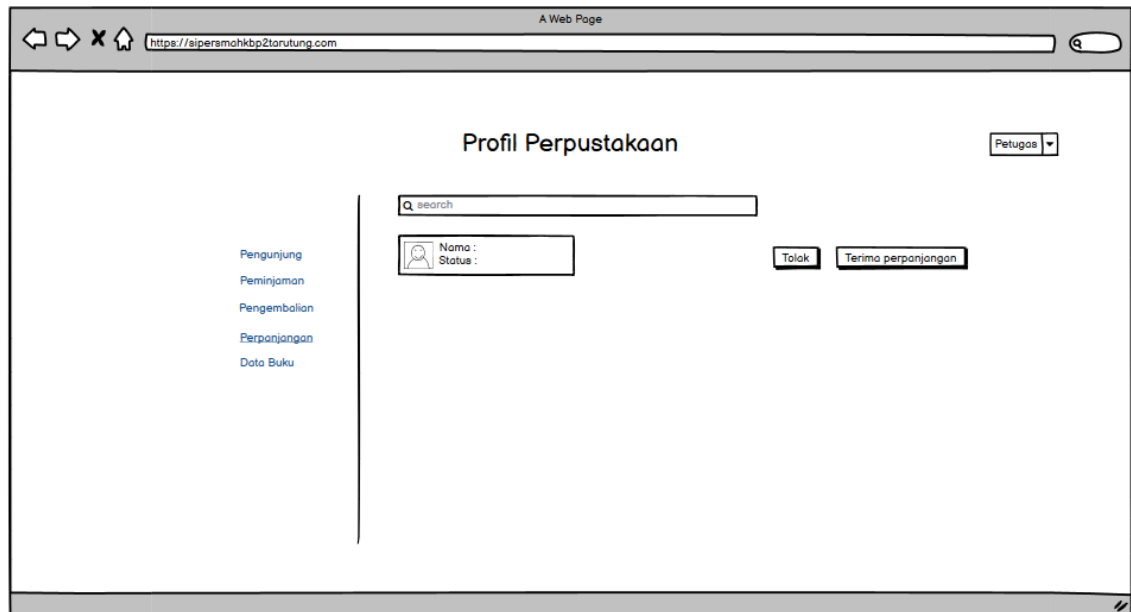 A Web Page
https://sipersmahkbp2tarutung.com
Profil Perpustakaan
Petugas
search
Nama :
Status :
Tolak
Terima perpanjangan
Pengunjung
Peminjaman
Pengembalian
Perpanjangan
Data Buku